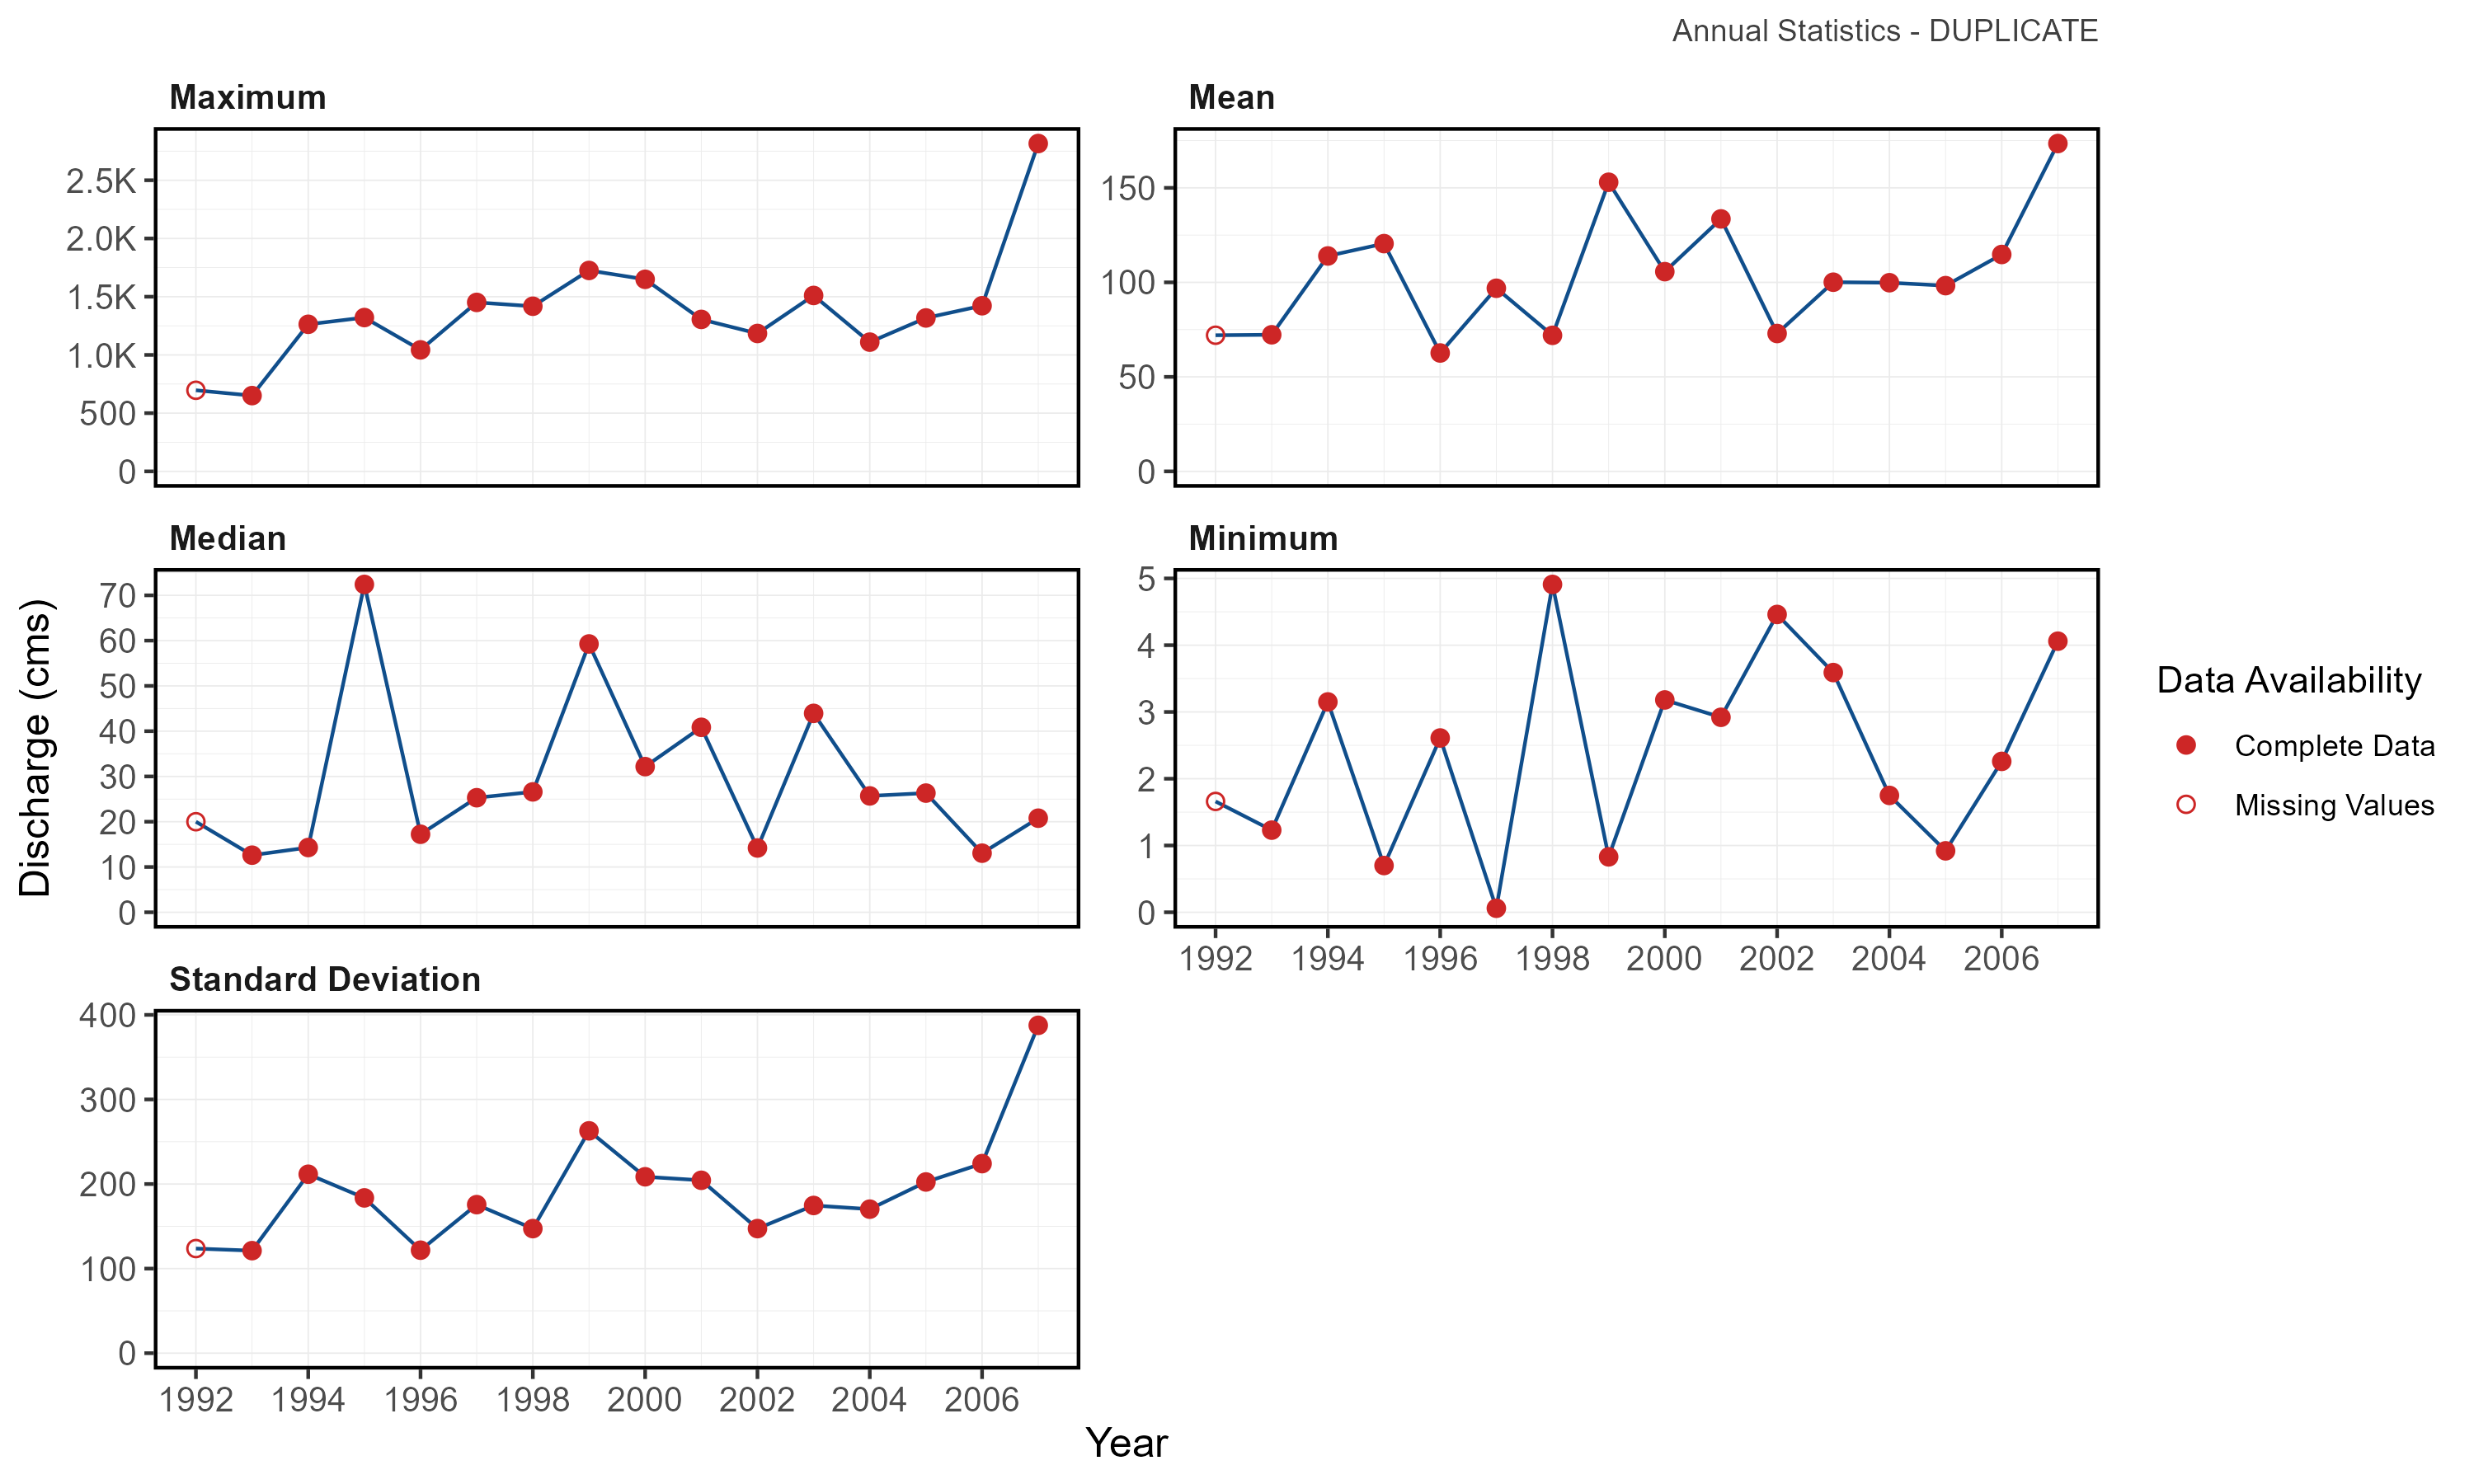 Annual Statistics - DUPLICATE
Maximum
2.5K
2.0K
1.5K
1.0K
500
0
Mean
150
100
50
0
Discharge (cms)
Median
70
60
50
40
30
20
10
0
Minimum
5
4
3
2
1
0
1992 1994 1996 1998 2000 2002 2004 2006
Standard Deviation
400
300
200
100
0
1992 1994 1996 1998 2000 2002 2004 2006
Year
Data Availability
Complete Data
Missing Values